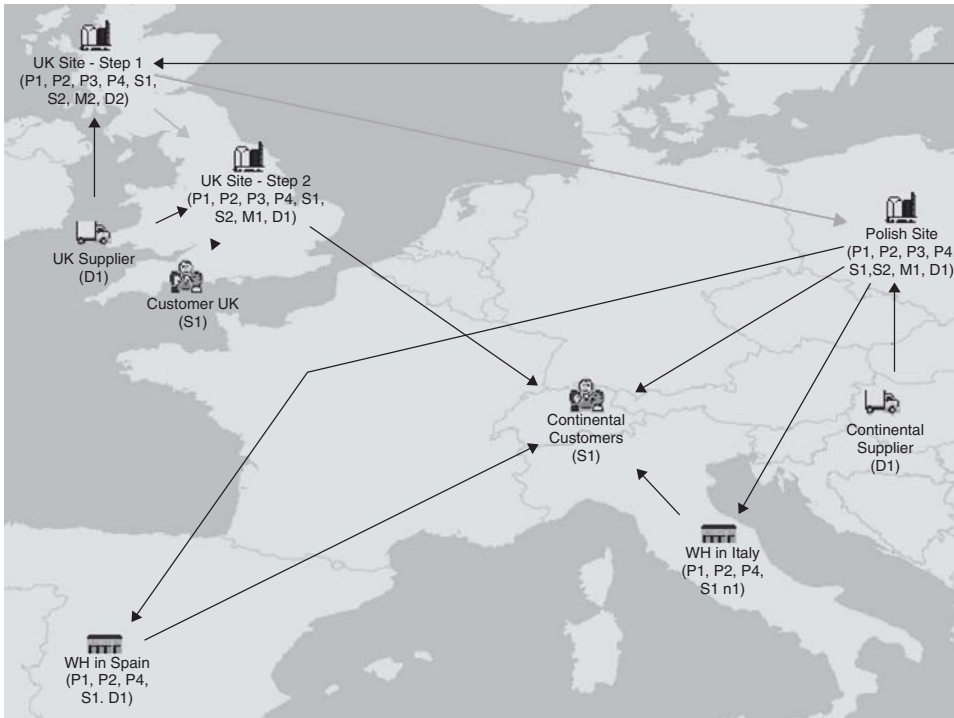 UK Site - Step 1
(P1, P2, P3, P4, S1,
S2, M2, D2)
UK Site - Step 2
(P1, P2, P3, P4, S1,
S2, M1, D1)
UK Supplier
(D1)
Customer UK
(S1)
Polish Site
(P1, P2, P3, P4
S1,S2, M1, D1)
Continental
Customers
(S1)
Continental
Supplier
(D1)
WH in Italy
(P1, P2, P4,
S1 n1)
WH in Spain
(P1, P2, P4,
S1. D1)